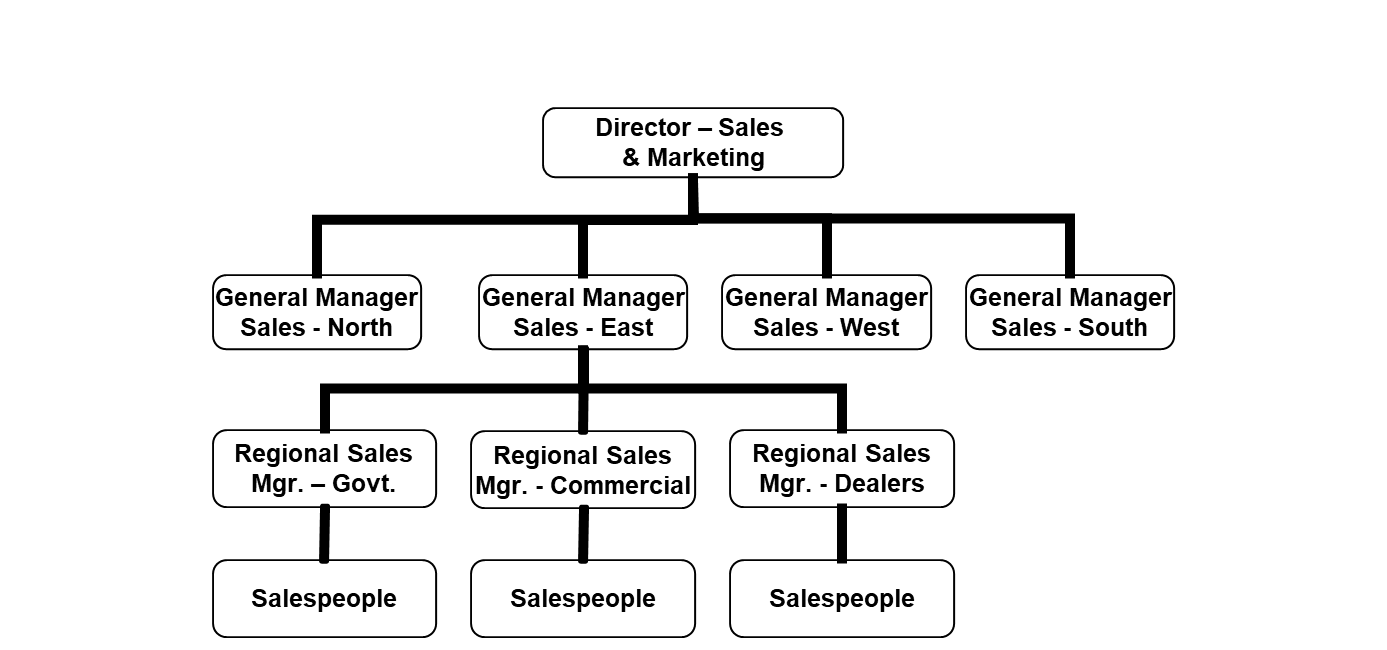 Director – Sales
& Marketing
General Manager
Sales - North
General Manager
Sales - East
General Manager
Sales - West
General Manager
Sales - South
Regional Sales
Mgr. – Govt.
Regional Sales
Mgr. - Commercial
Regional Sales
Mgr. - Dealers
Salespeople
Salespeople
Salespeople